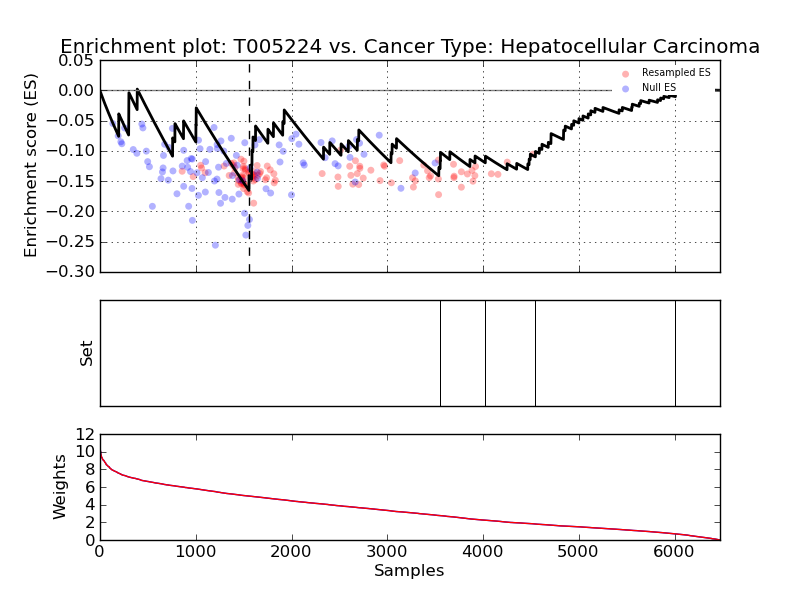 Enrichment plot: T005224 vs. Cancer Type: Hepatocellular Carcinoma
Enrichment score (ES)
0.05
0.00
−0.05
−0.10
−0.15
−0.20
−0.25
−0.30
Resampled ES
Null ES
Set
Weights
12
10
8
6
4
2
0
0 1000 2000 3000 4000 5000 6000
Samples